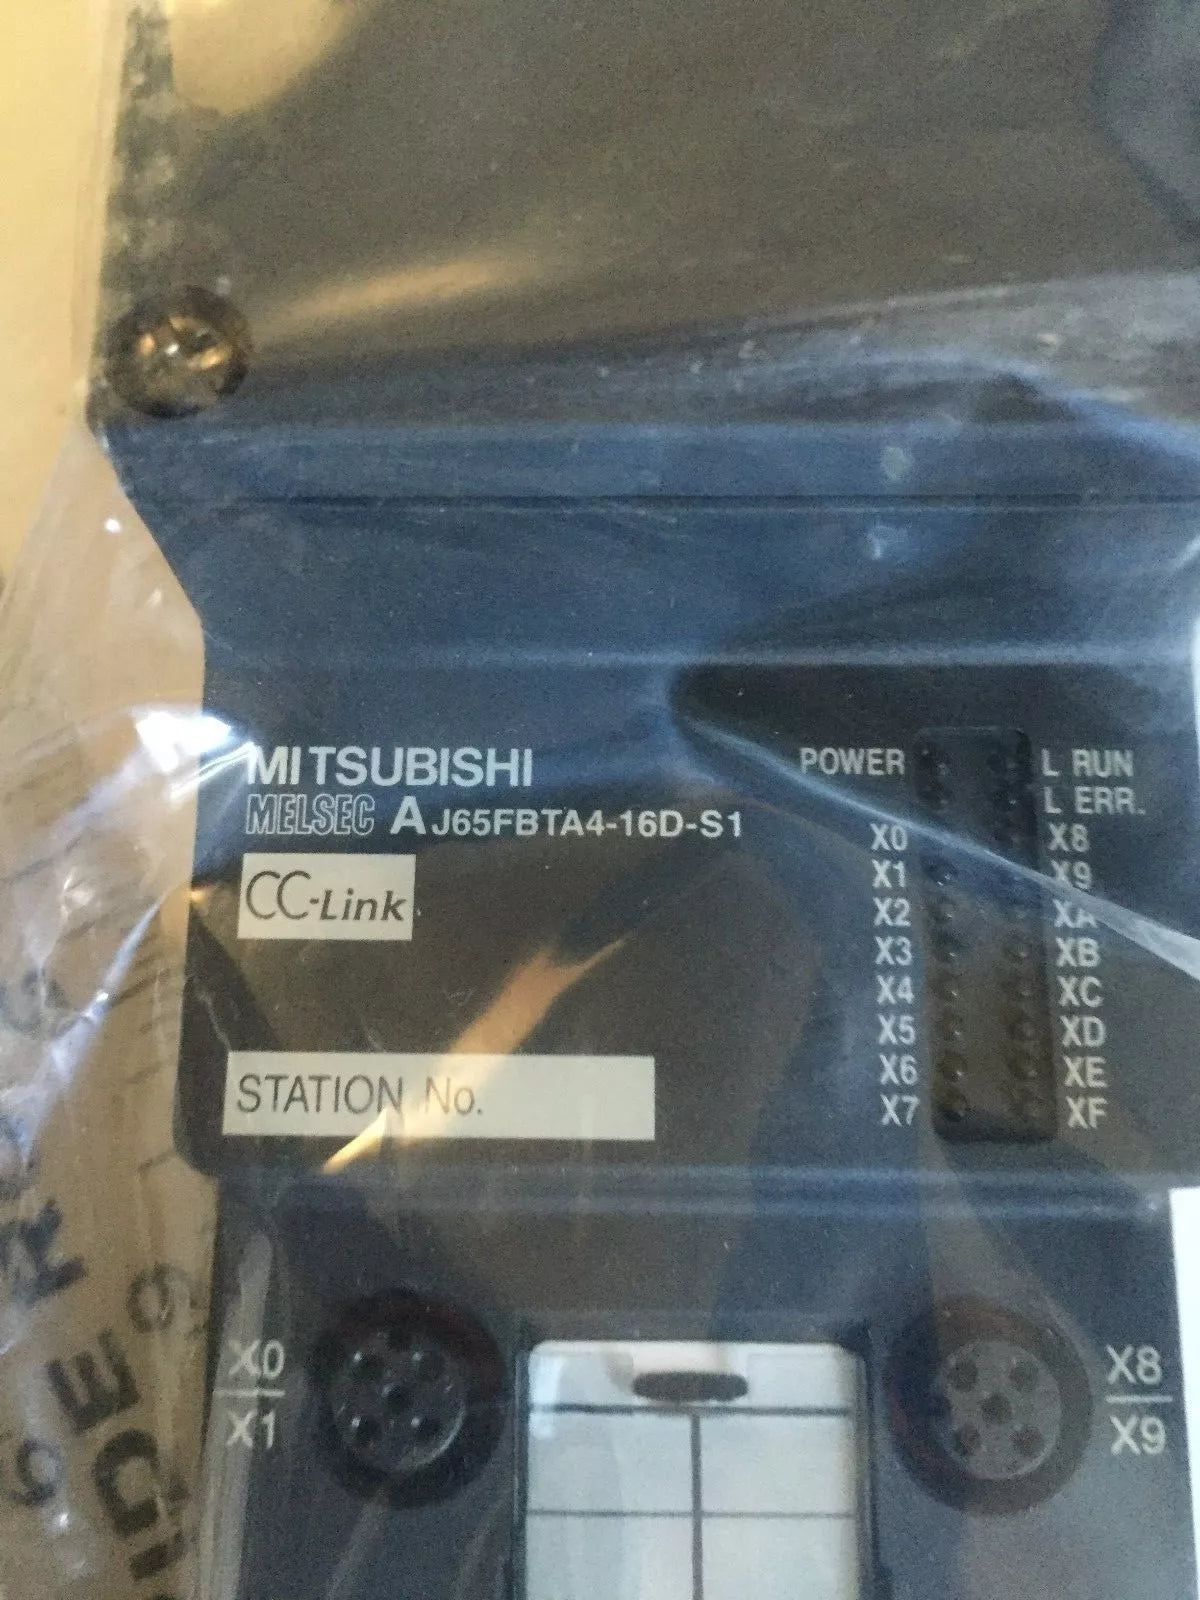 MITSUBISHI
MELSEC AJ65FBTA4-16D-S1
CC-Link
STATION No.
POWER L RUN
L ERR.
X0 X8
X1 X9
X2 XA
X3 XB
X4 XC
X5 XD
X6 XE
X7 XF
X0
X1
X8
X9